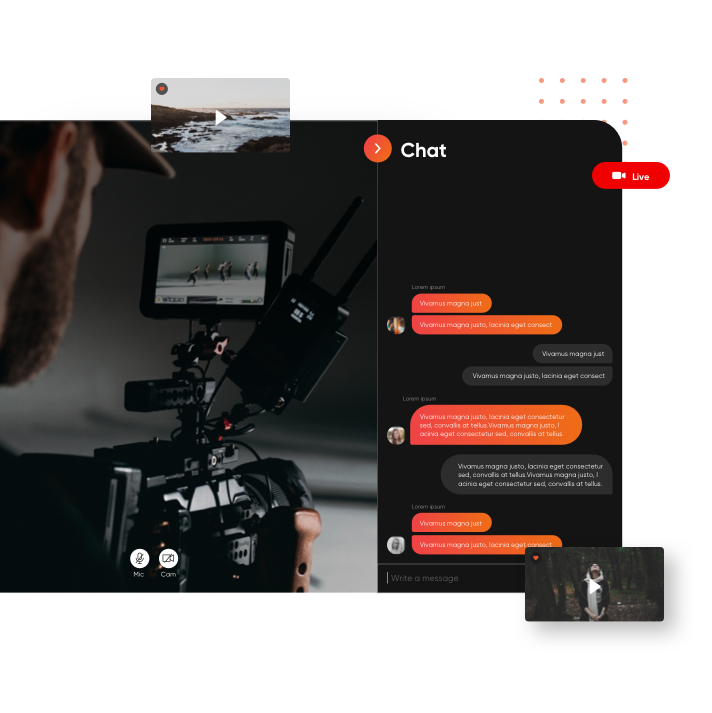 Chat
Live
Lorem ipsum
Vivamus magna just
Vivamus magna justo, lacinia eget consect
Vivamus magna just
Vivamus magna justo, lacinia eget consect
Lorem ipsum
Vivamus magna justo, lacinia eget consectetur
sed, convallis at tellus.Vivamus magna justo, l
acinia eget consectetur sed, convallis at tellus.
Vivamus magna justo, lacinia eget consectetur
sed, convallis at tellus.Vivamus magna justo, l
acinia eget consectetur sed, convallis at tellus.
Lorem ipsum
Vivamus magna just
Vivamus magna justo, lacinia eget consect
Write a message
Mic
Cam